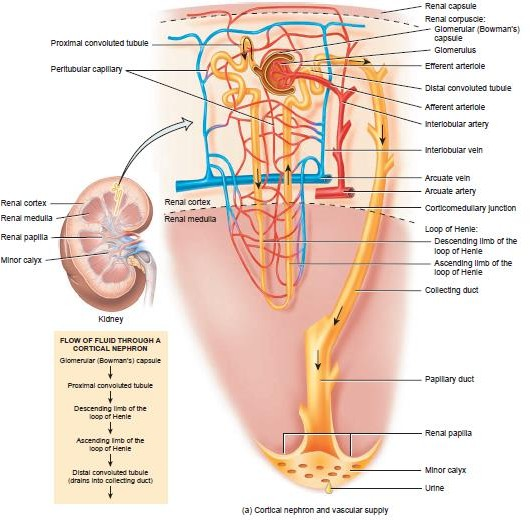 Renal capsule
Renal corpuscle:
Glomerular (Bowman's)
capsule
Glomerulus
Efferent arteriole
Distal convoluted tubule
Afferent arteriole
Interlobular artery
Interlobular vein
Arcuate vein
Arcuate artery
Corticomedullary junction
Loop of Henle:
Descending limb of the
loop of Henle
Ascending limb of the
loop of Henle
Collecting duct
Papillary duct
Renal papilla
Minor calyx
Urine
Proximal convoluted tubule
Peritubular capillary
Renal cortex
Renal medulla
Renal cortex
Renal medulla
Renal papilla
Minor calyx
Kidney
FLOW OF FLUID THROUGH A
CORTICAL NEPHRON
Glomerular (Bowman's) capsule
Proximal convoluted tubule
Descending limb of the
loop of Henle
Ascending limb of the
loop of Henle
Distal convoluted tubule
(drains into collecting duct)
(a) Cortical nephron and vascular supply